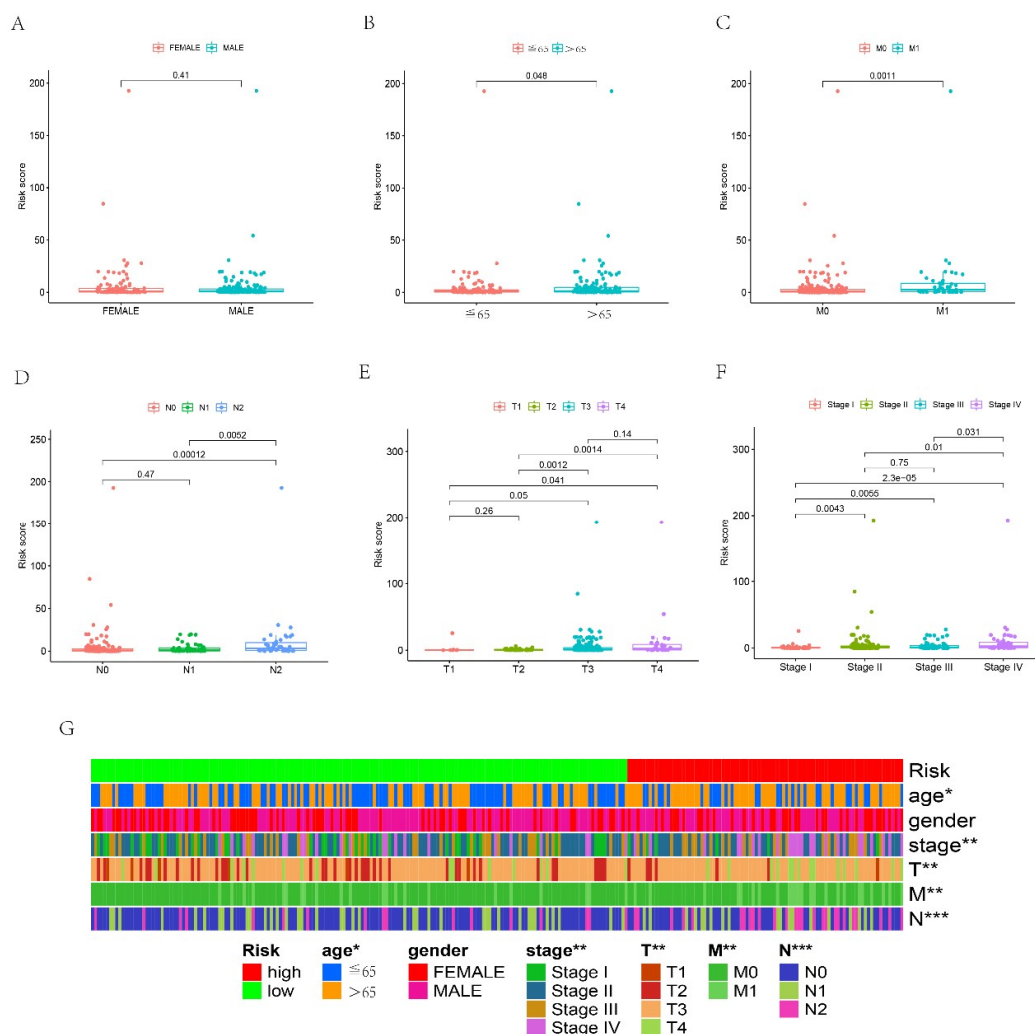 A
B
C
FEMALE MALE
≦65 >65
M0 M1
200
150
100
50
0
Risk score
0.41
FEMALE MALE
200
150
100
50
0
Risk score
0.048
≦65 >65
200
150
100
50
0
Risk score
0.0011
M0 M1
D
E
F
N0 N1 N2
T1 T2 T3 T4
Stage I Stage II Stage III Stage IV
250
200
150
100
50
0
Risk score
0.0052
0.00012
0.47
N0 N1 N2
300
200
100
0
Risk score
0.14
0.0014
0.0012
0.041
0.05
0.26
T1 T2 T3 T4
300
200
100
0
Risk score
0.031
0.01
0.75
2.3e-05
0.0055
0.0043
Stage I Stage II Stage III Stage IV
G
Risk
age*
gender
stage**
T**
M**
N***
Risk age* gender stage** T** M** N***
high ≦65 FEMALE Stage I T1 M0 N0
low >65 MALE Stage II T2 M1 N1
Stage III T3 N2
Stage IV T4